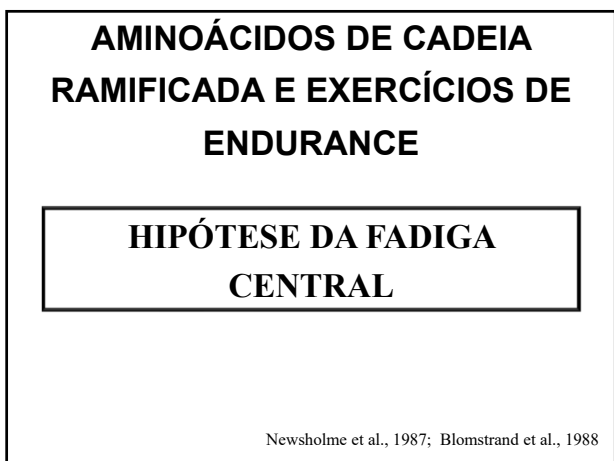 AMINOÁCIDOS DE CADEIA
RAMIFICADA E EXERCÍCIOS DE
ENDURANCE
HIPÓTESE DA FADIGA
CENTRAL
Newsholme et al., 1987; Blomstrand et al., 1988